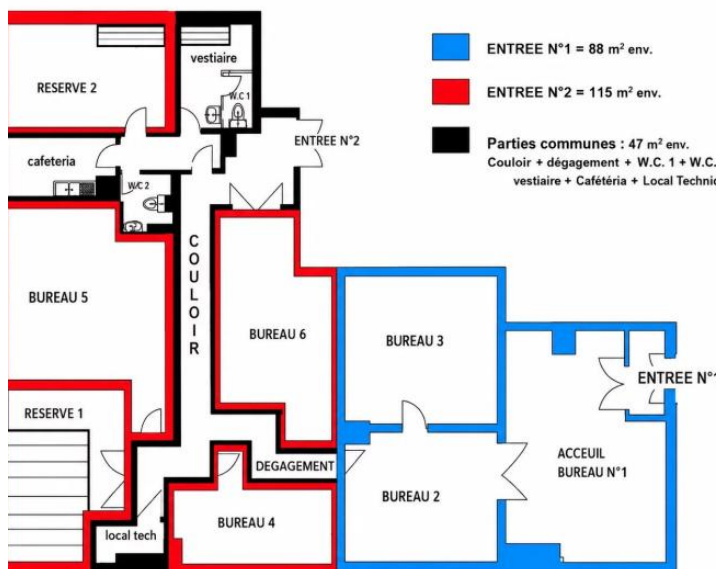 vestiaire
RESERVE 2
W.C 1
ENTREE N°2
cafeteria
W.C 2
COULOIR
BUREAU 5
BUREAU 6
BUREAU 3
RESERVE 1
ENTREE N°1
DEGAGEMENT
ACCEUIL
BUREAU N°1
BUREAU 2
BUREAU 4
local tech
ENTREE N°1 = 88 m² env.
ENTREE N°2 = 115 m² env.
Parties communes : 47 m² env.
Couloir + dégagement + W.C. 1 + W.C.
vestiaire + Cafétéria + Local Technic